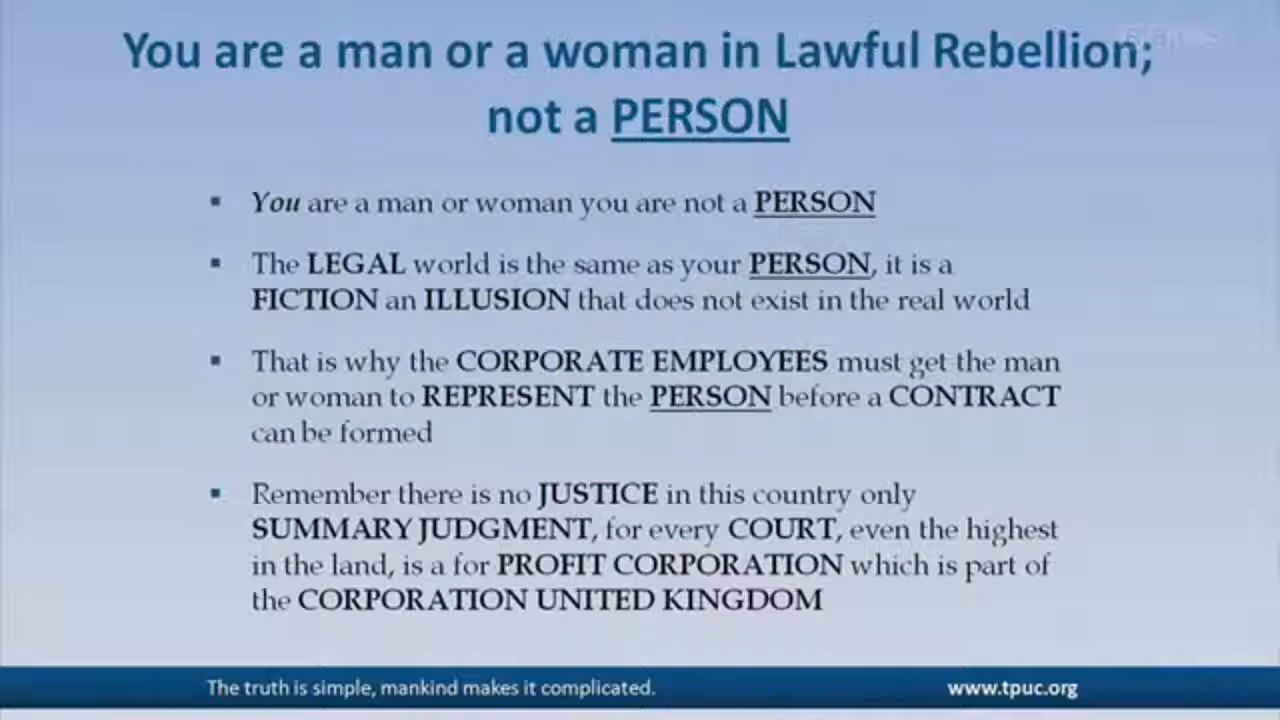 You are a man or a woman in Lawful Rebellion;
not a PERSON
▪ You are a man or woman you are not a PERSON
▪ The LEGAL world is the same as your PERSON, it is a
FICTION an ILLUSION that does not exist in the real world
▪ That is why the CORPORATE EMPLOYEES must get the man
or woman to REPRESENT the PERSON before a CONTRACT
can be formed
▪ Remember there is no JUSTICE in this country only
SUMMARY JUDGMENT, for every COURT, even the highest
in the land, is a for PROFIT CORPORATION which is part of
the CORPORATION UNITED KINGDOM
The truth is simple, mankind makes it complicated.
www.tpuc.org